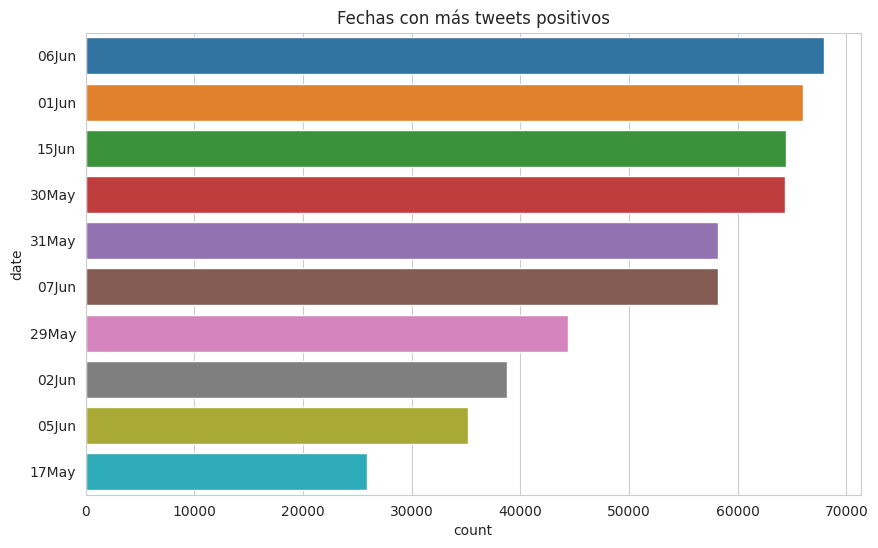 Fechas con más tweets positivos
date
06Jun
01Jun
15Jun
30May
31May
07Jun
29May
02Jun
05Jun
17May
0 10000 20000 30000 40000 50000 60000 70000
count